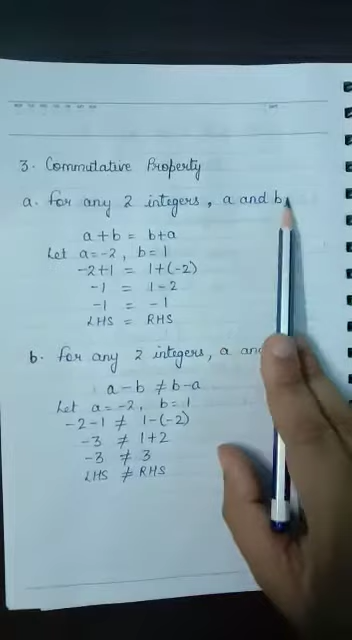 3. Commutative Property
a. For any 2 integers, a and b
a+b = b+a
Let a=-2, b=1
-2+1 = 1+(-2)
-1 = 1-2
-1 = -1
LHS = RHS
b. For any 2 integers, a and
a-b ≠ b-a
Let a=-2, b=1
-2-1 ≠ 1-(-2)
-3 ≠ 1+2
-3 ≠ 3
LHS ≠ RHS